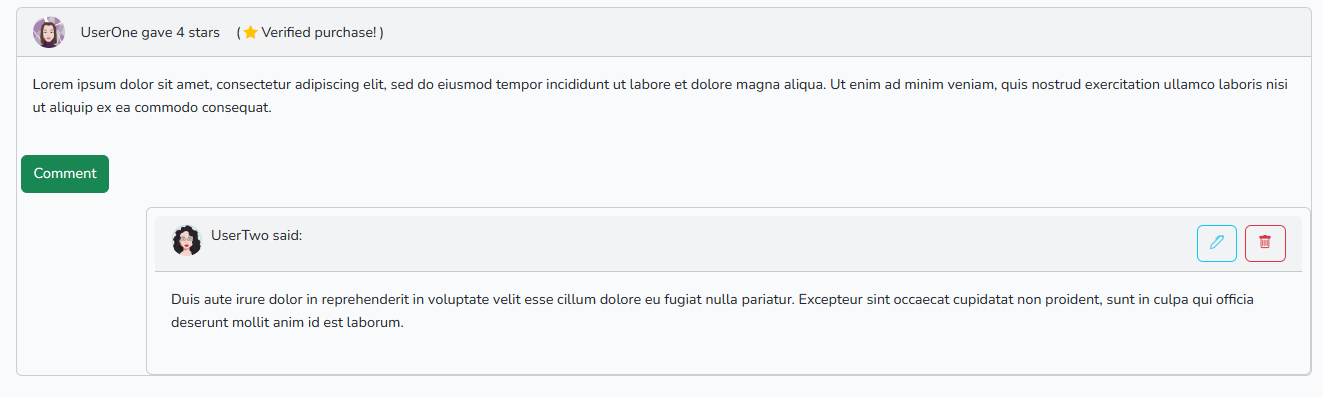 UserOne gave 4 stars (⭐ Verified purchase! )
Lorem ipsum dolor sit amet, consectetur adipiscing elit, sed do eiusmod tempor incididunt ut labore et dolore magna aliqua. Ut enim ad minim veniam, quis nostrud exercitation ullamco laboris nisi
ut aliquip ex ea commodo consequat.
Comment
UserTwo said:
Duis aute irure dolor in reprehenderit in voluptate velit esse cillum dolore eu fugiat nulla pariatur. Excepteur sint occaecat cupidatat non proident, sunt in culpa qui officia
deserunt mollit anim id est laborum.